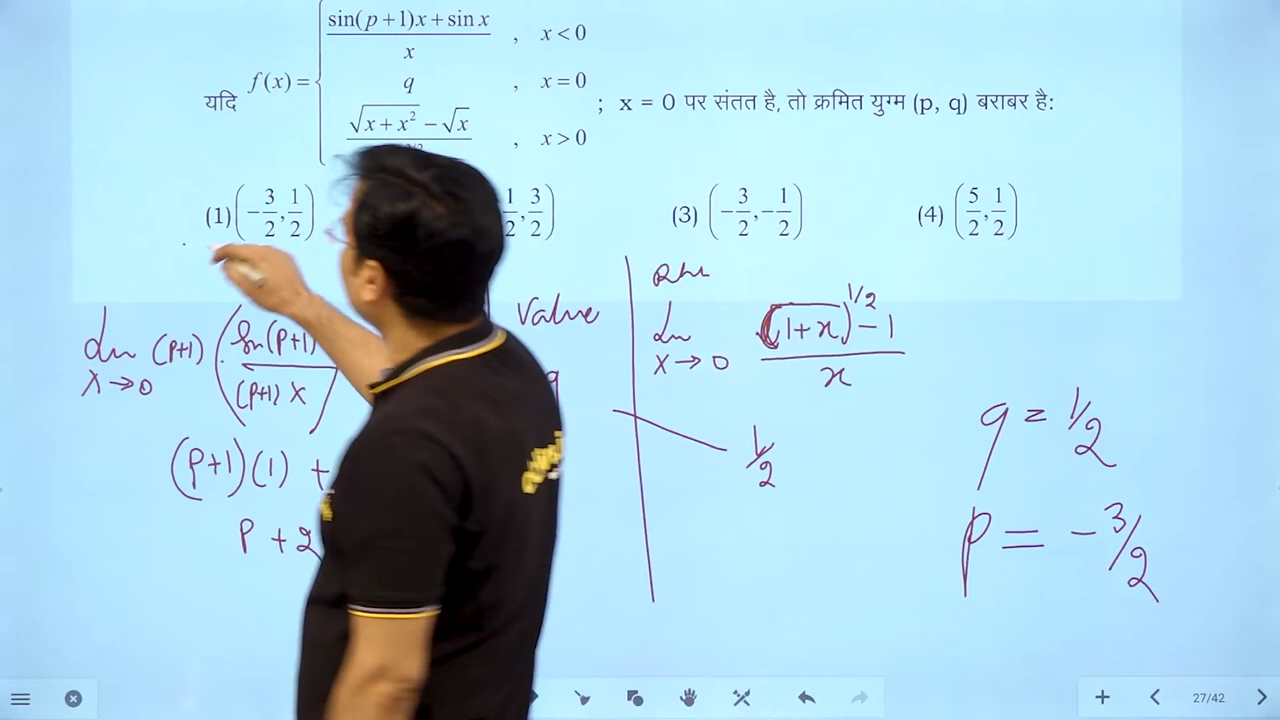 यदि f(x) = { sin(p+1)x + sin x / x , x < 0
q , x = 0
√x + x² − √x / , x > 0
; x = 0 पर संतत है, तो क्रमित युग्म (p, q) बराबर है:
(1) (−3/2, 1/2) 1/2, 3/2) (3) (−3/2, −1/2) (4) (5/2, 1/2)
Value
Lim x→0 (p+1) (Sin(p+1) / (p+1) x)
(p+1)(1) +
p + 2
q
RHL
Lim x→0 (1+x)^1/2 − 1 / x
1/2
q = 1/2
p = −3/2
27/42